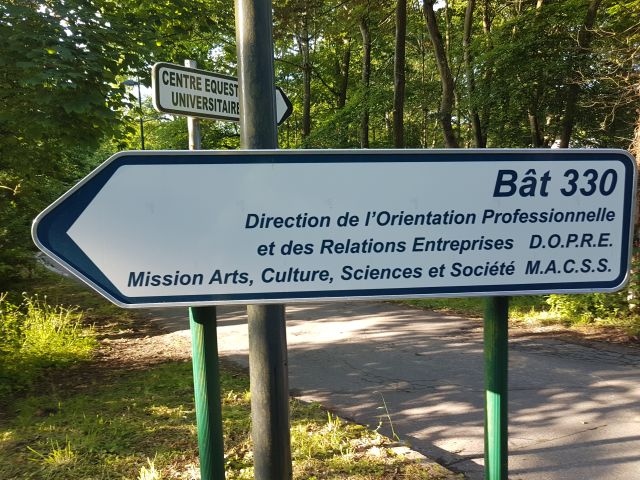 CENTRE EQUEST
UNIVERSITAIRE
Bât 330
Direction de l'Orientation Professionnelle
et des Relations Entreprises D.O.P.R.E.
Mission Arts, Culture, Sciences et Société M.A.C.S.S.